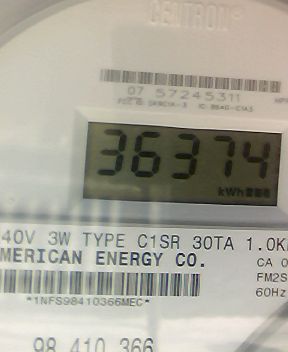 CENTRON®
07 57245311
36374
kWh
40V 3W TYPE C1SR 30TA 1.0K
MERICAN ENERGY CO.
CA 0
FM2S
60Hz
*1NFS98410366MEC*
98 410 366